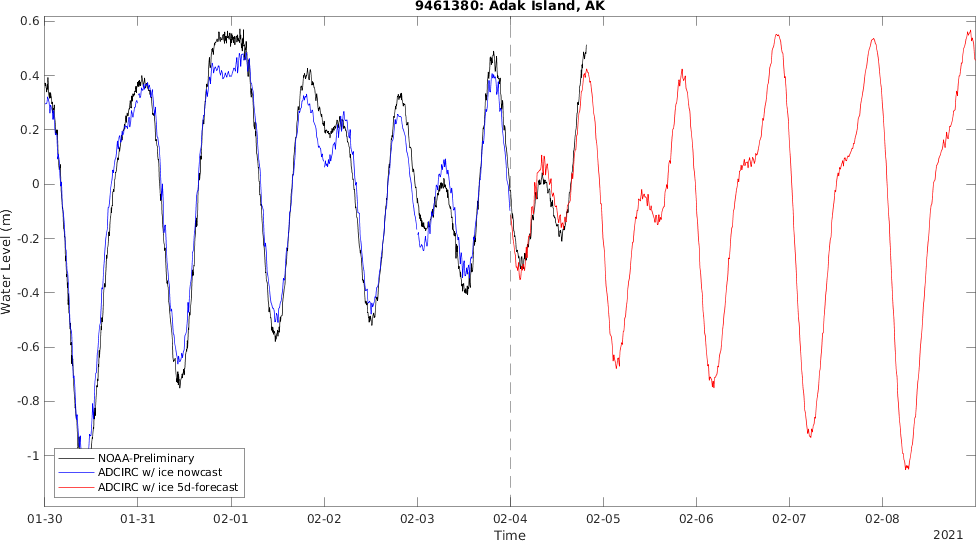 9461380: Adak Island, AK
Water Level (m)
0.6
0.4
0.2
0
-0.2
-0.4
-0.6
-0.8
-1
NOAA-Preliminary
ADCIRC w/ ice nowcast
ADCIRC w/ ice 5d-forecast
01-30 01-31 02-01 02-02 02-03 02-04 02-05 02-06 02-07 02-08
Time
2021